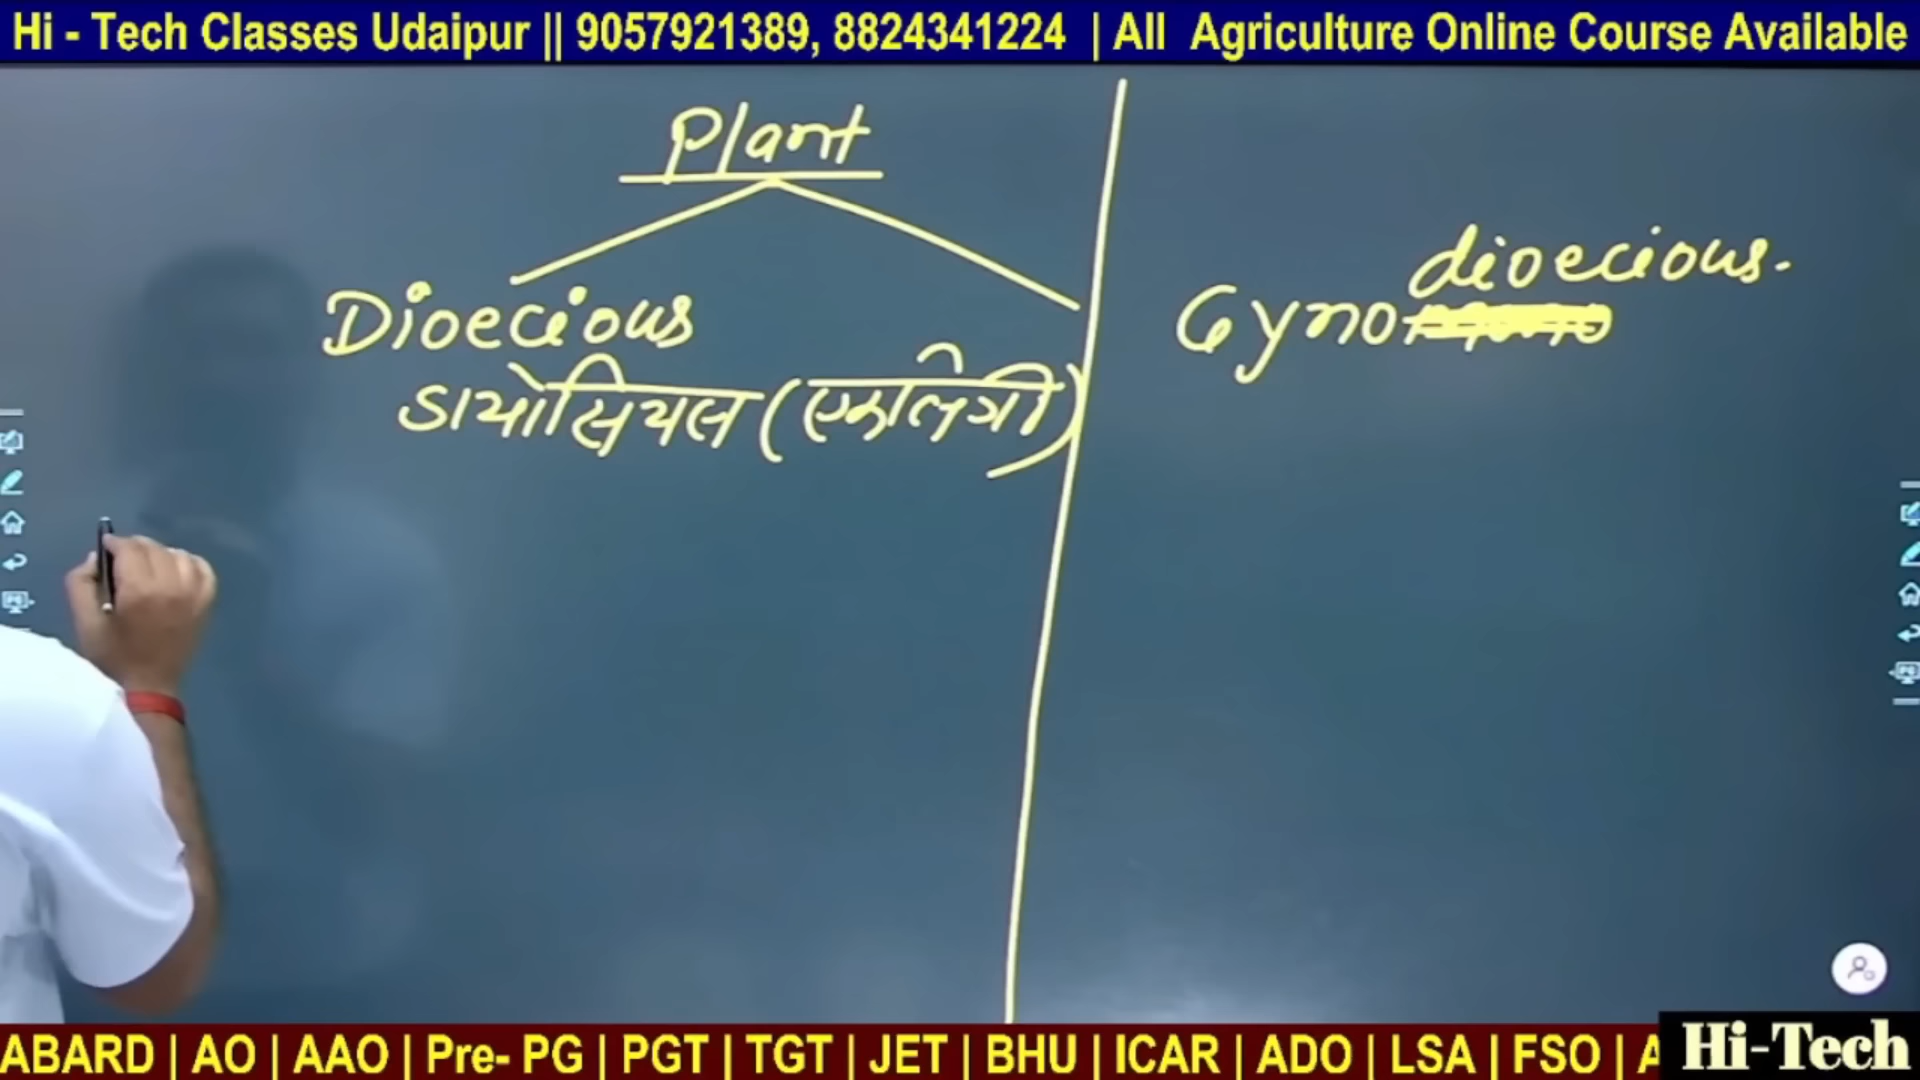 Hi - Tech Classes Udaipur || 9057921389, 8824341224 | All Agriculture Online Course Available
Plant
Dioecious
डायोसियस (एकलिंगी)
dioecious.
Gyno
ABARD | AO | AAO | Pre- PG | PGT | TGT | JET | BHU | ICAR | ADO | LSA | FSO | A
Hi-Tech